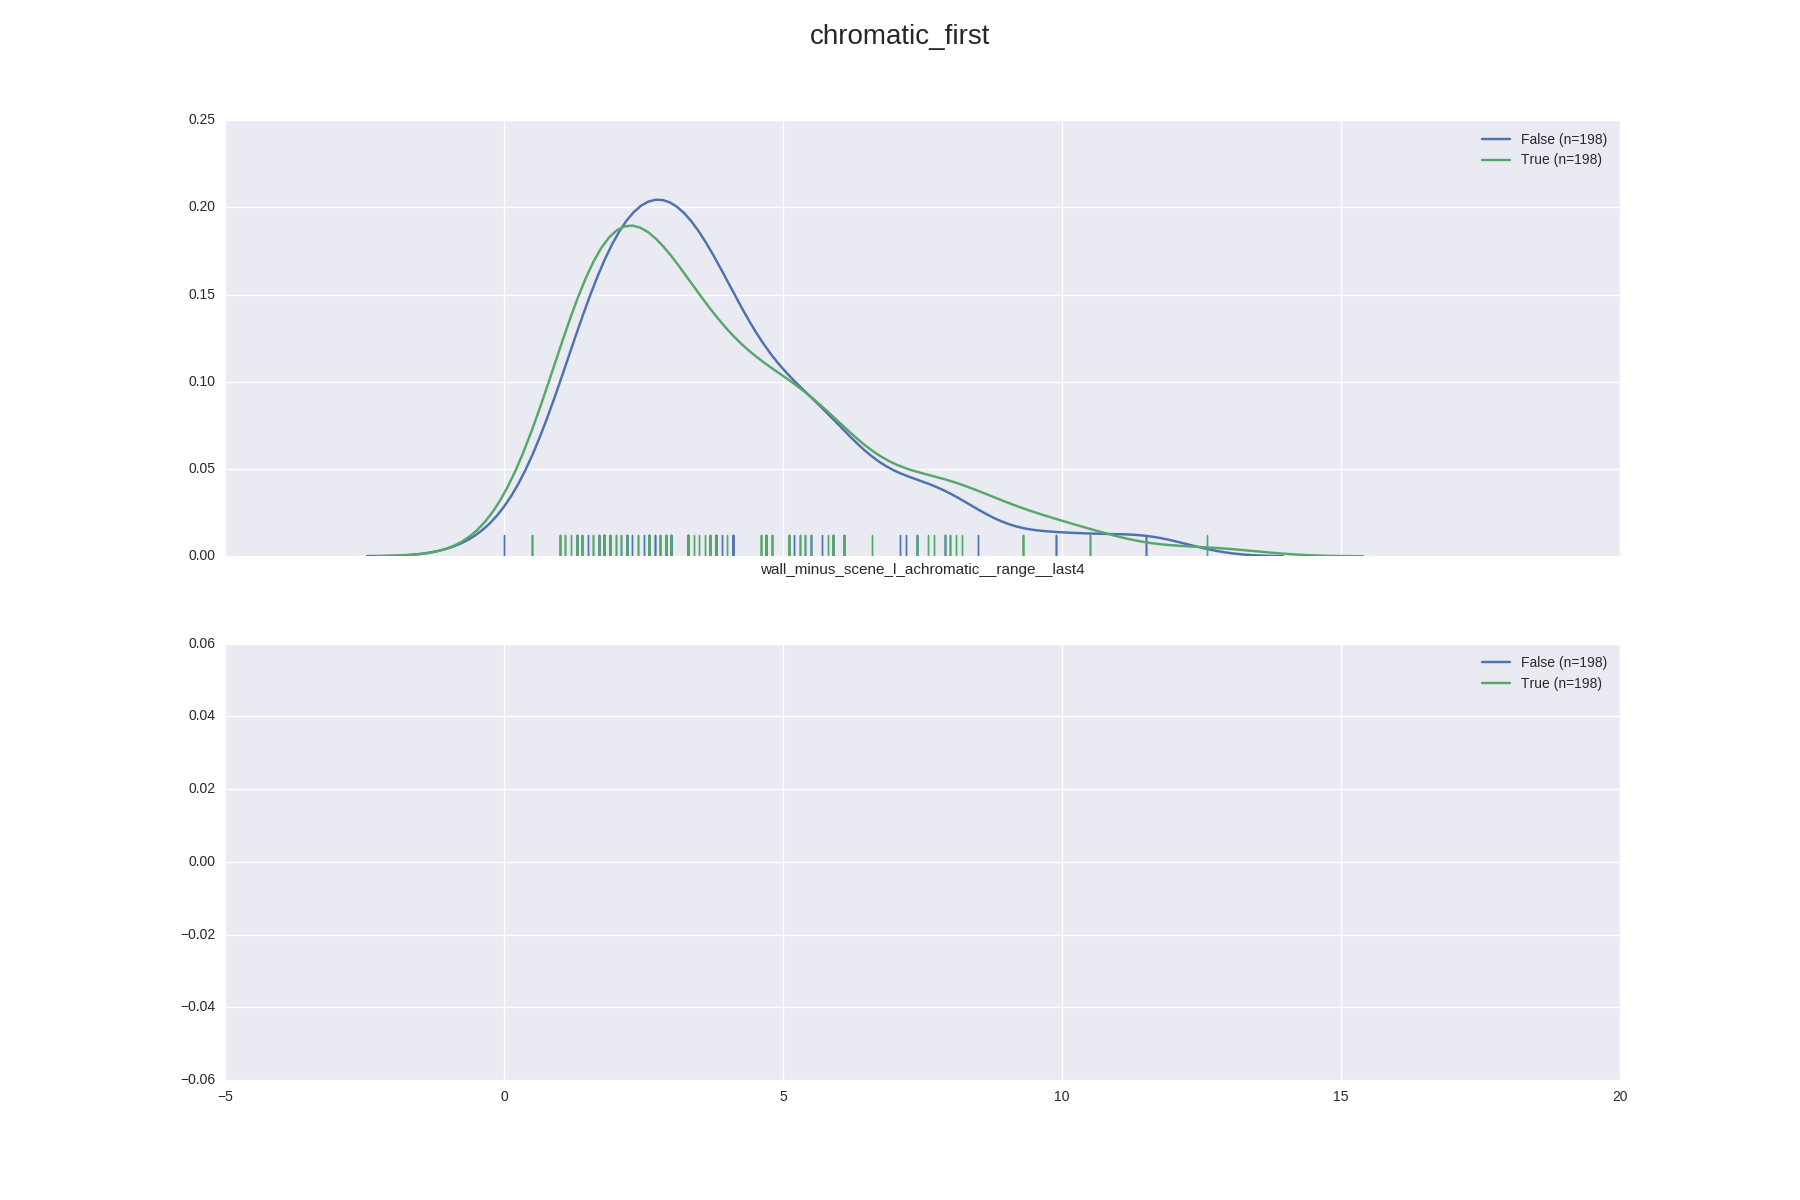 chromatic_first
0.25
0.20
0.15
0.10
0.05
0.00
False (n=198)
True (n=198)
wall_minus_scene_l_achromatic__range__last4
0.06
0.04
0.02
0.00
−0.02
−0.04
−0.06
False (n=198)
True (n=198)
−5 0 5 10 15 20